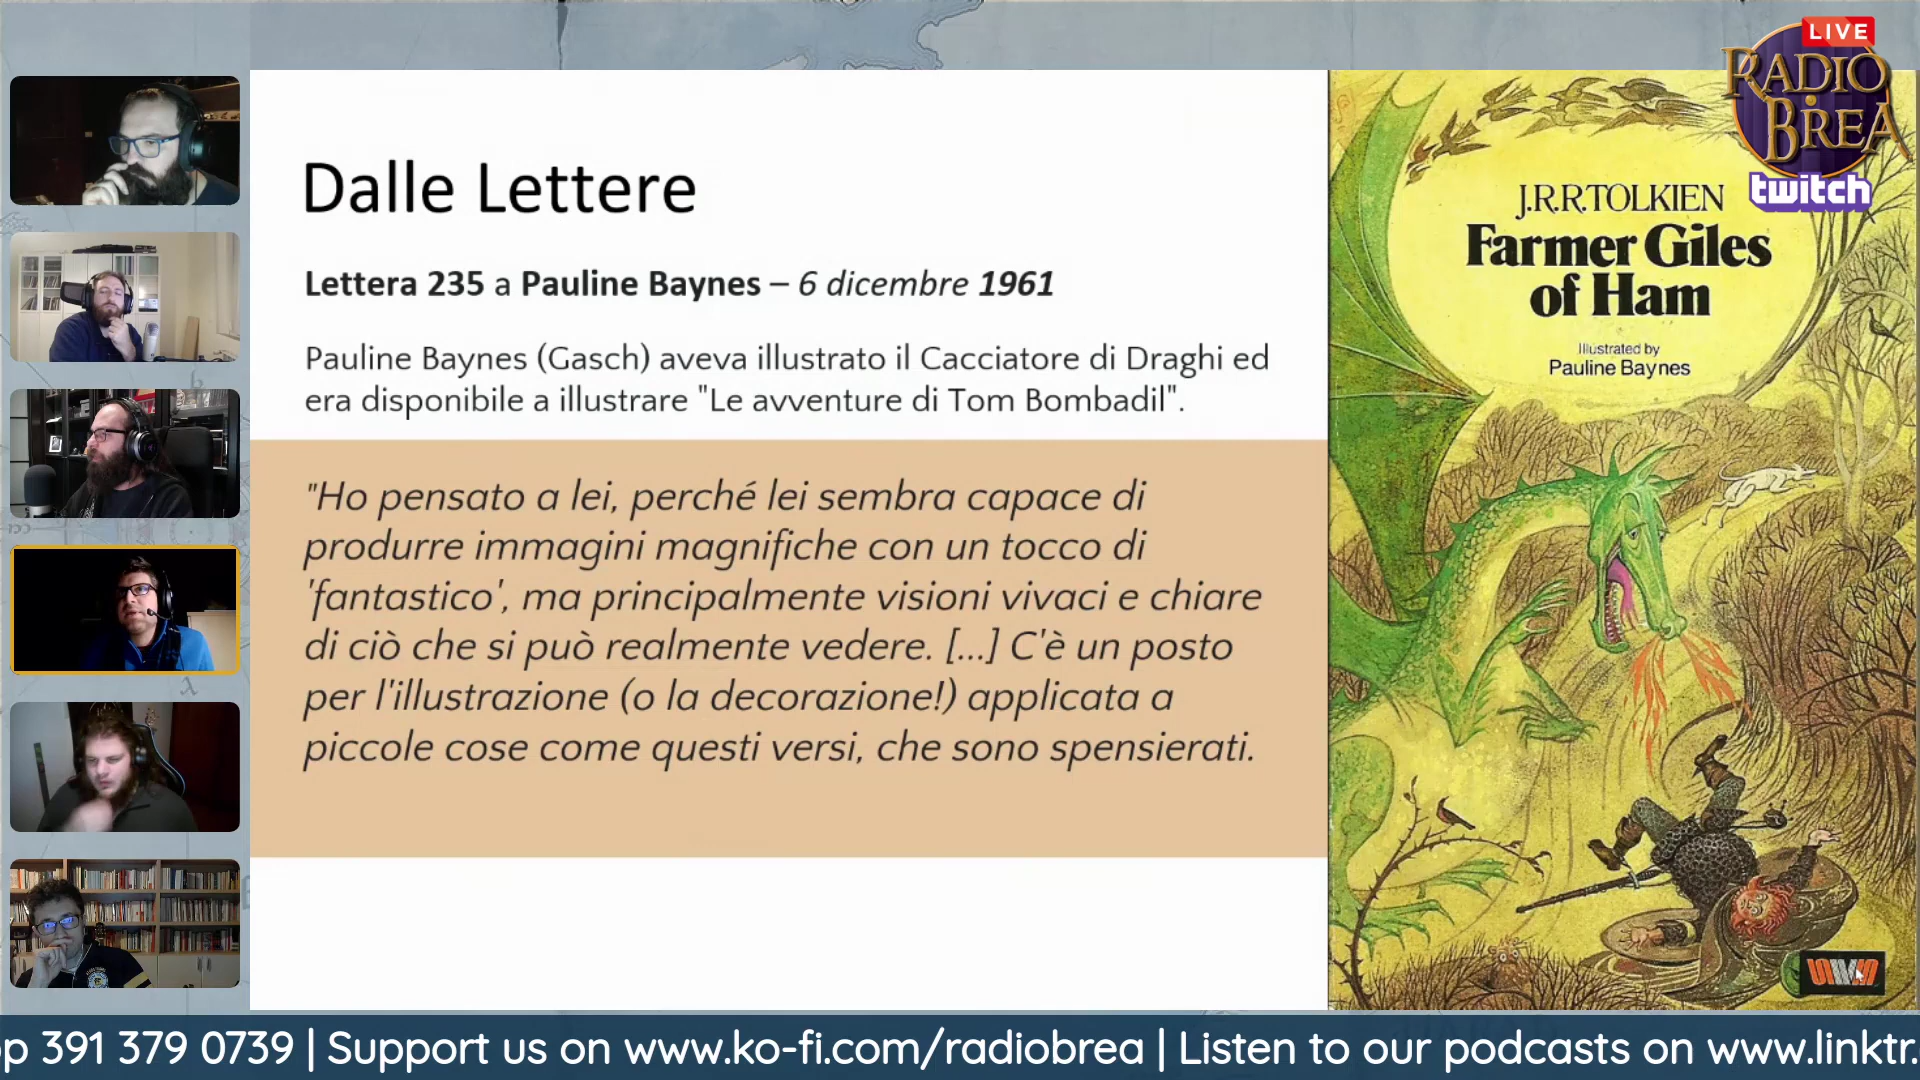 LIVE
RADIO
BREA
twitch
Dalle Lettere
Lettera 235 a Pauline Baynes – 6 dicembre 1961
Pauline Baynes (Gasch) aveva illustrato il Cacciatore di Draghi ed
era disponibile a illustrare "Le avventure di Tom Bombadil".
"Ho pensato a lei, perché lei sembra capace di
produrre immagini magnifiche con un tocco di
'fantastico', ma principalmente visioni vivaci e chiare
di ciò che si può realmente vedere. [...] C'è un posto
per l'illustrazione (o la decorazione!) applicata a
piccole cose come questi versi, che sono spensierati.
J.R.R.TOLKIEN
Farmer Giles
of Ham
Illustrated by
Pauline Baynes
p 391 379 0739 | Support us on www.ko-fi.com/radiobrea | Listen to our podcasts on www.linktr.